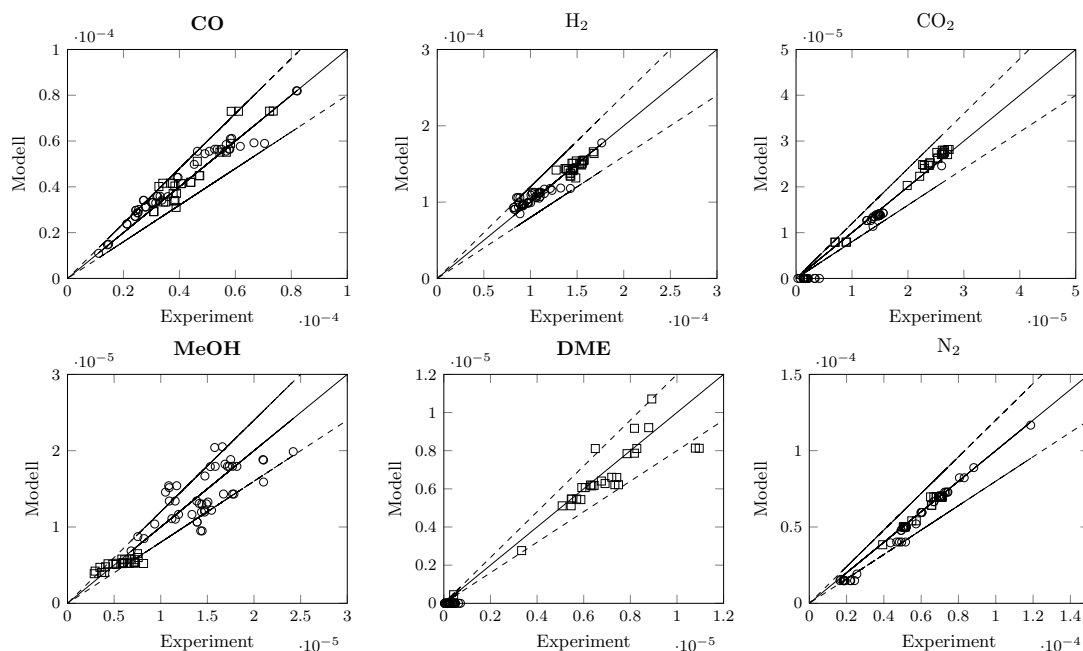 CO
·10⁻⁴
1
0.8
0.6
0.4
0.2
0
Modell
0 0.2 0.4 0.6 0.8 1
Experiment
·10⁻⁴
H₂
·10⁻⁴
3
2
1
0
Modell
0 0.5 1 1.5 2 2.5 3
Experiment
·10⁻⁴
CO₂
·10⁻⁵
5
4
3
2
1
0
Modell
0 1 2 3 4 5
Experiment
·10⁻⁵
MeOH
·10⁻⁵
3
2
1
0
Modell
0 0.5 1 1.5 2 2.5 3
Experiment
·10⁻⁵
DME
·10⁻⁵
1.2
1
0.8
0.6
0.4
0.2
0
Modell
0 0.2 0.4 0.6 0.8 1 1.2
Experiment
·10⁻⁵
N₂
·10⁻⁴
1.5
1
0.5
0
Modell
0 0.2 0.4 0.6 0.8 1 1.2 1.4
Experiment
·10⁻⁴